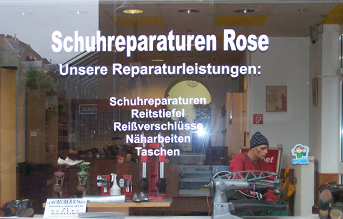 Schuhreparaturen Rose
Unsere Reparaturleistungen:
Schuhreparaturen
Reitstiefel
Reißverschlüsse
Näharbeiten
Taschen